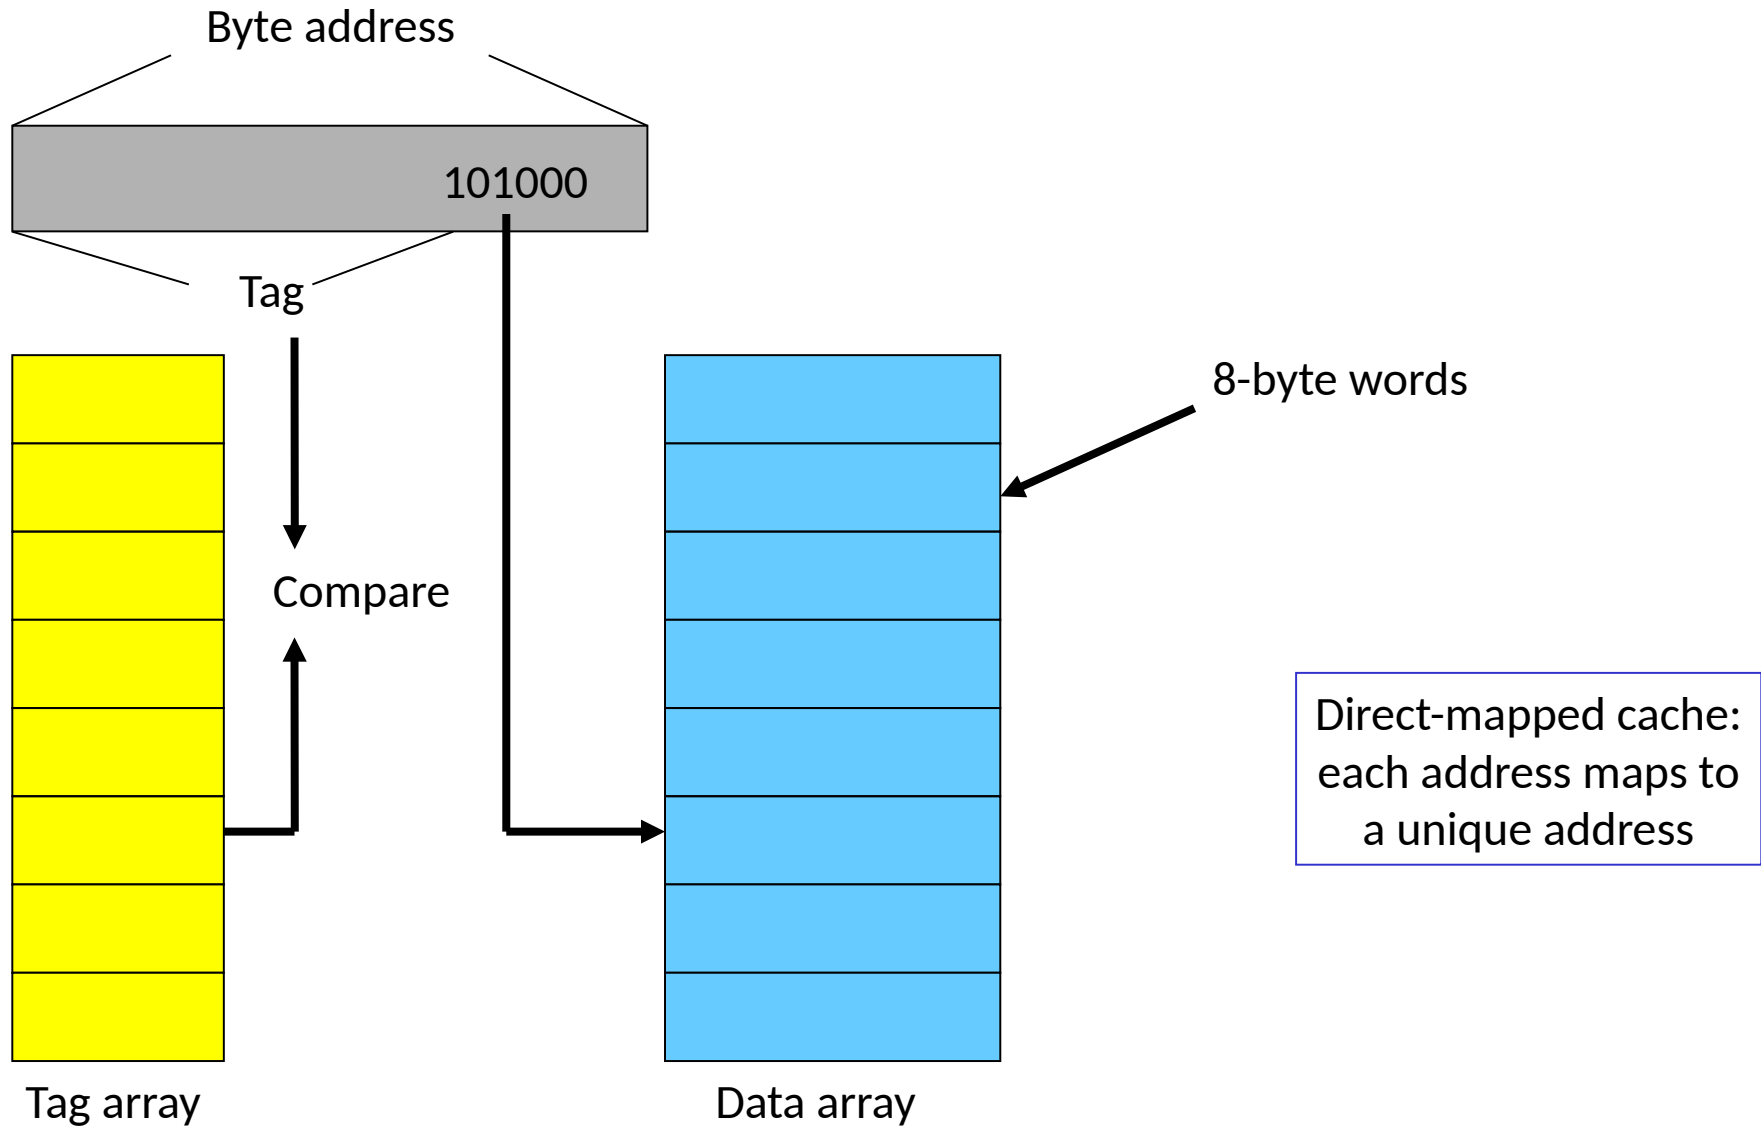 Byte address
101000
Tag
8-byte words
Compare
Direct-mapped cache:
each address maps to
a unique address
Tag array
Data array